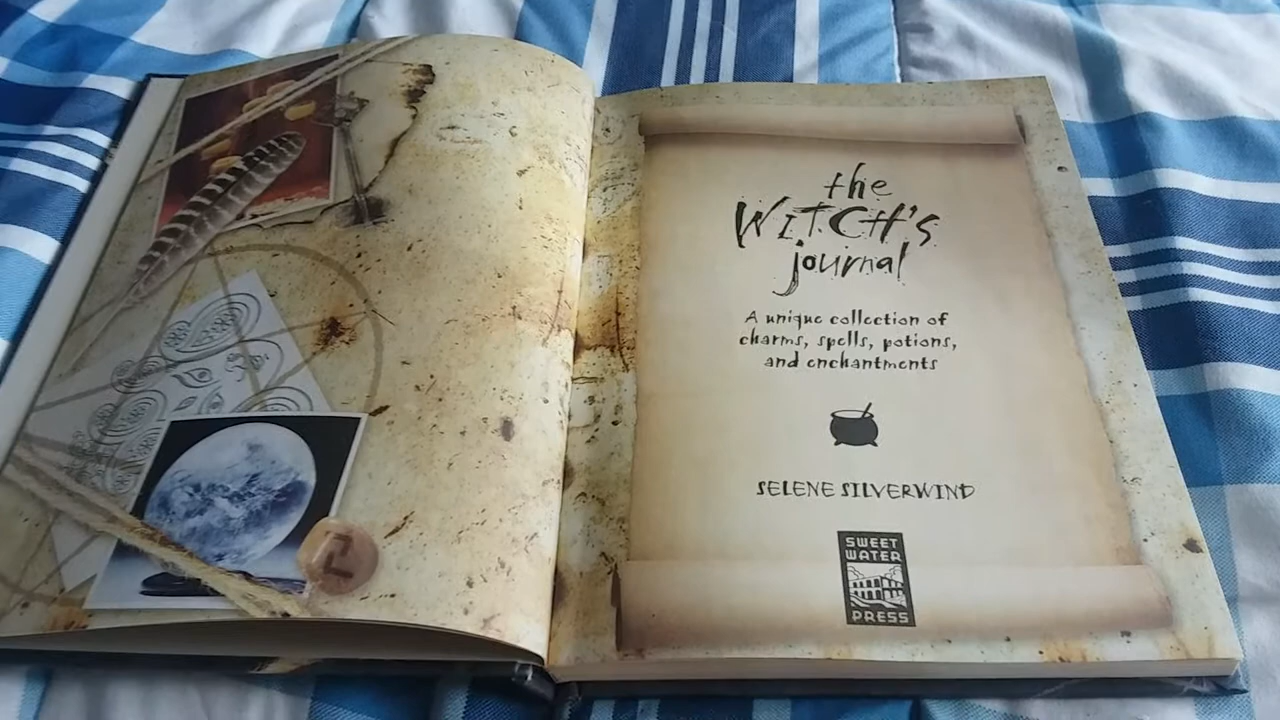 the
WITCH's
journal
A unique collection of
charms, spells, potions,
and enchantments
SELENE SILVERWIND
SWEET
WATER
PRESS